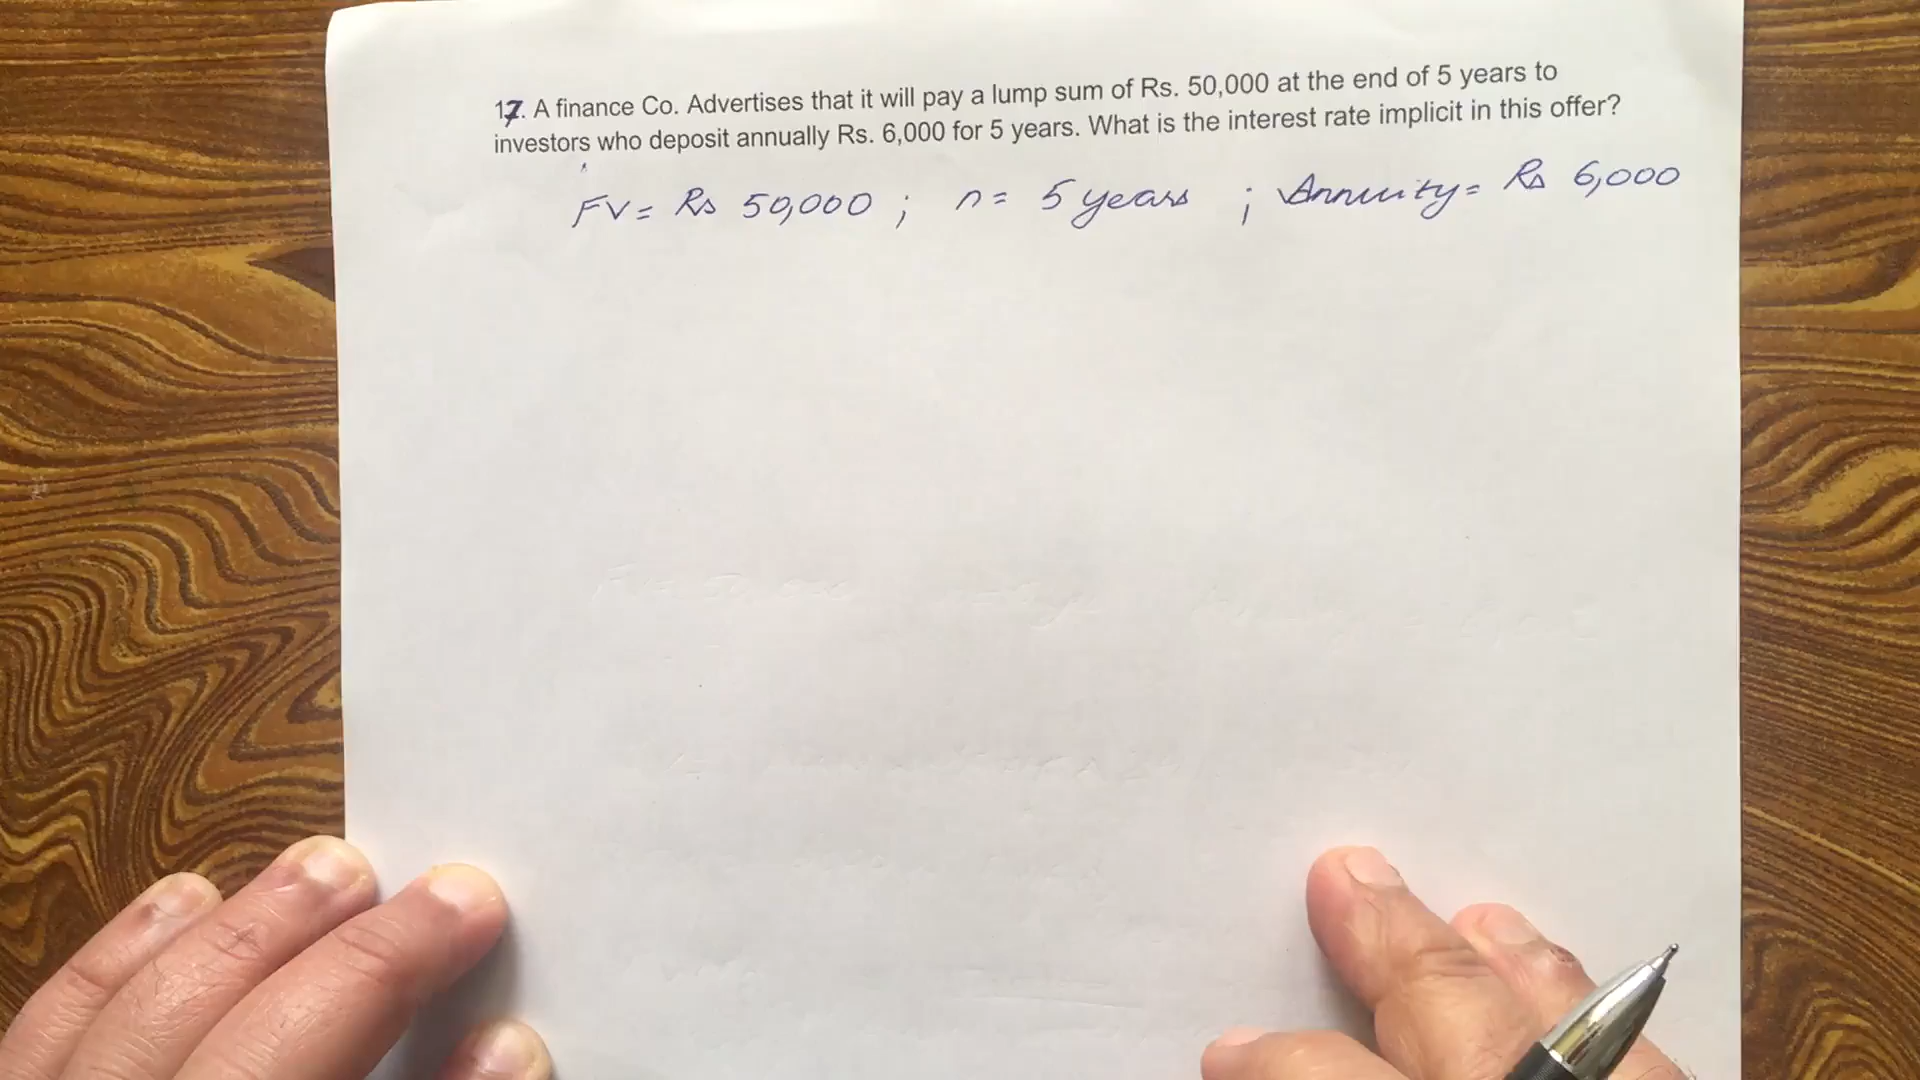 17. A finance Co. Advertises that it will pay a lump sum of Rs. 50,000 at the end of 5 years to
investors who deposit annually Rs. 6,000 for 5 years. What is the interest rate implicit in this offer?
FV = Rs 50,000 ; n = 5 years ; Annuity = Rs 6,000